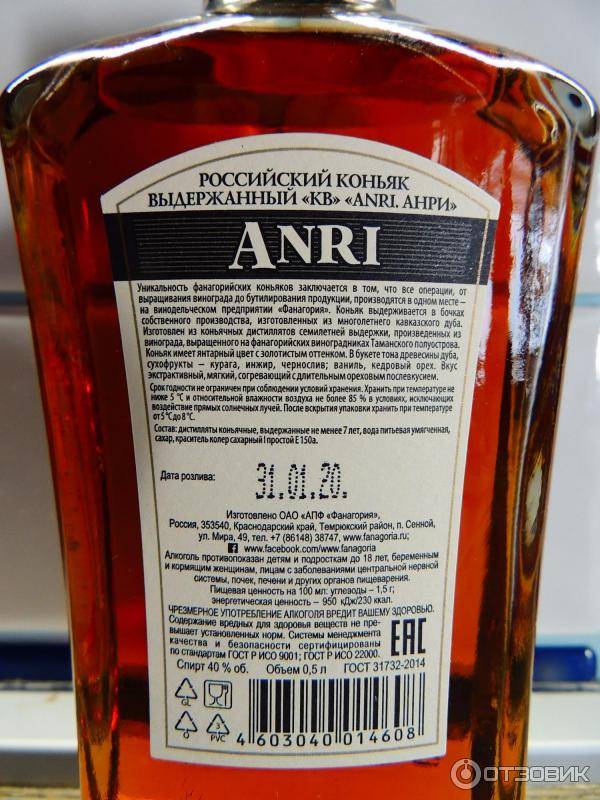 РОССИЙСКИЙ КОНЬЯК
ВЫДЕРЖАННЫЙ «КВ» «ANRI. АНРИ»
ANRI
Уникальность фанагорийских коньяков заключается в том, что все операции, от
выращивания винограда до бутилирования продукции, производятся в одном месте –
на винодельческом предприятии «Фанагория». Коньяк выдерживается в бочках
собственного производства, изготовленных из многолетнего кавказского дуба.
Изготовлен из коньячных дистиллятов семилетней выдержки, произведенных из
винограда, выращенного на фанагорийских виноградниках Таманского полуострова.
Коньяк имеет янтарный цвет с золотистым оттенком. В букете тона древесины дуба,
сухофрукты – курага, инжир, чернослив; ваниль, кедровый орех. Вкус
экстрактивный, мягкий, согревающий с длительным ореховым послевкусием.
Срок годности не ограничен при соблюдении условий хранения. Хранить при температуре не
ниже 5 °С и относительной влажности воздуха не более 85 % в условиях, исключающих
воздействие прямых солнечных лучей. После вскрытия упаковки хранить при температуре
от 5°С до 8°С.
Состав: дистилляты коньячные, выдержанные не менее 7 лет, вода питьевая умягченная,
сахар, краситель колер сахарный I простой Е 150а.
Дата розлива: 31.01.20.
Изготовлено ОАО «АПФ «Фанагория».
Россия, 353540, Краснодарский край, Темрюкский район, п. Сенной,
ул. Мира, 49, тел. +7 (86148) 38747, www.fanagoria.ru
f www.facebook.com/www.fanagoria
Алкоголь противопоказан детям и подросткам до 18 лет, беременным
и кормящим женщинам, лицам с заболеваниями центральной нервной
системы, почек, печени и других органов пищеварения.
Пищевая ценность на 100 мл: углеводы – 1,5 г;
энергетическая ценность – 950 кДж/230 ккал.
ЧРЕЗМЕРНОЕ УПОТРЕБЛЕНИЕ АЛКОГОЛЯ ВРЕДИТ ВАШЕМУ ЗДОРОВЬЮ.
Содержание вредных для здоровья веществ не пре-
вышает установленных норм. Системы менеджмента
качества и безопасности сертифицированы
по стандартам ГОСТ Р ИСО 9001; ГОСТ Р ИСО 22000.
EAC
Спирт 40 % об. Объем 0,5 л ГОСТ 31732-2014
GL
3
PVC
4 603040 014608
ОТЗОВИК